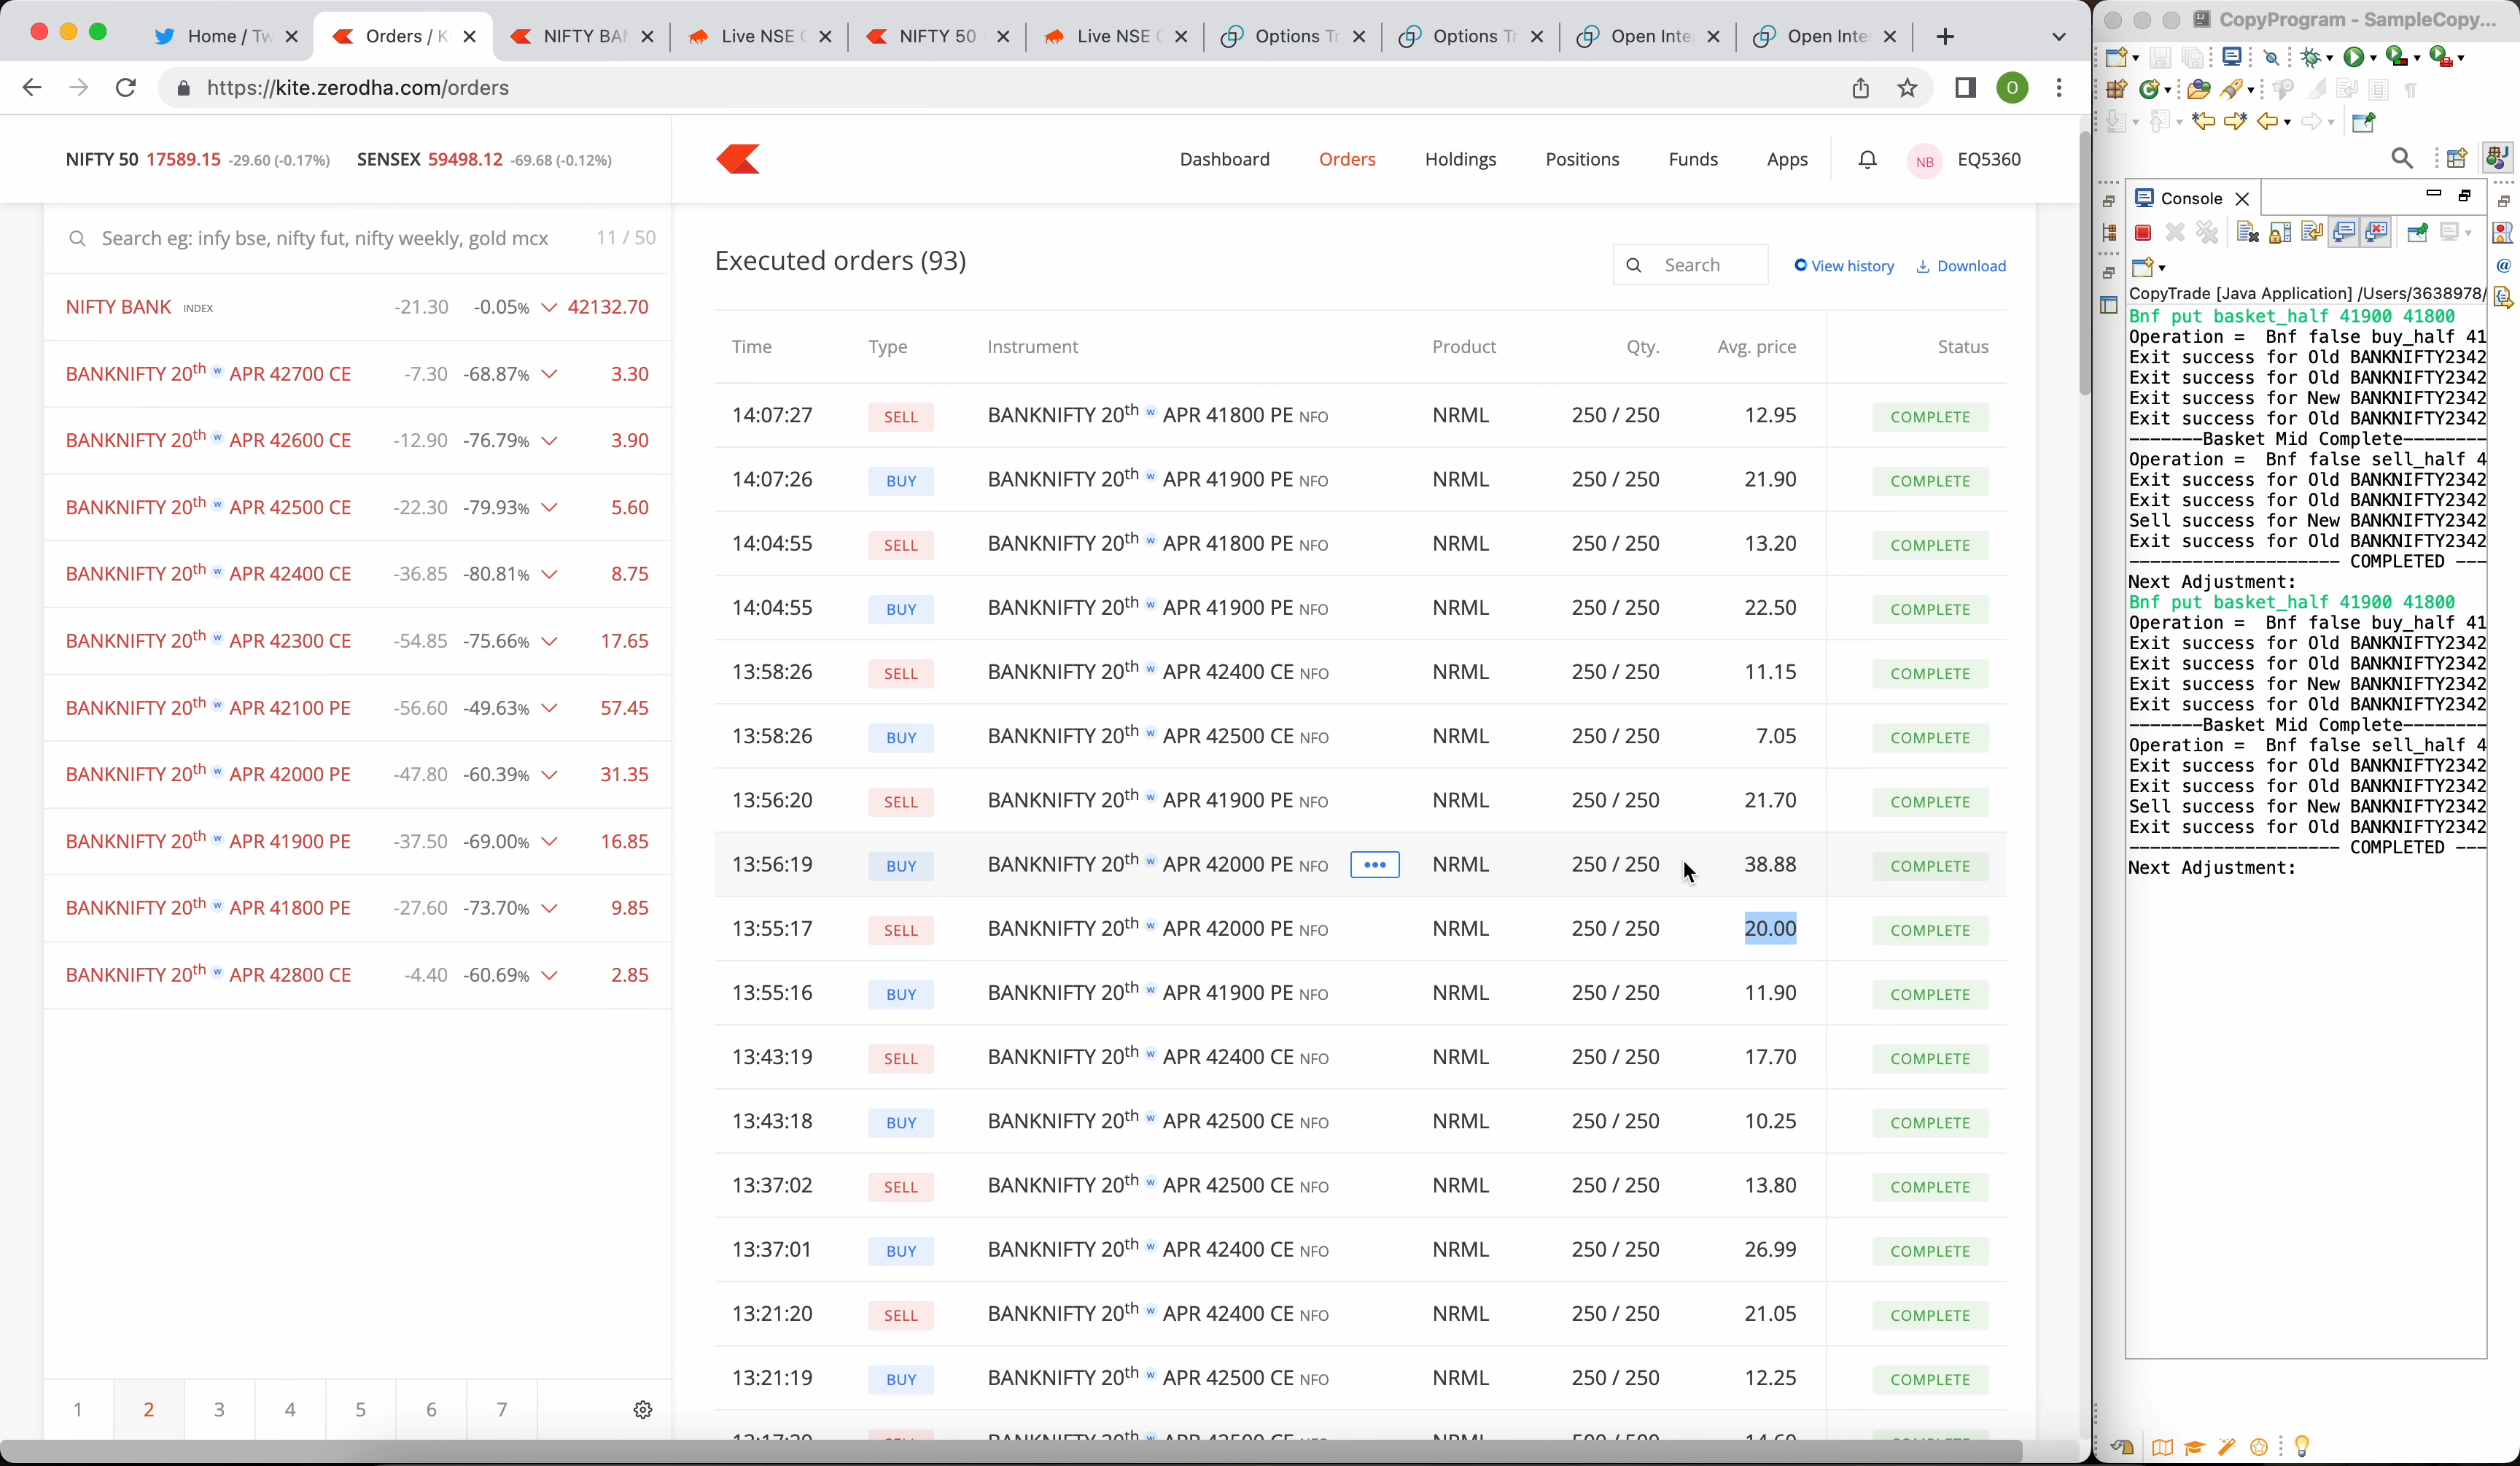 Home / Tw
Orders / K
NIFTY BA
Live NSE
NIFTY 50
Live NSE
Options Tr
Options Tr
Open Inte
Open Inte
CopyProgram - SampleCopy...
https://kite.zerodha.com/orders
O
NIFTY 50 17589.15 -29.60 (-0.17%) SENSEX 59498.12 -69.68 (-0.12%)
Dashboard Orders Holdings Positions Funds Apps NB EQ5360
Search eg: infy bse, nifty fut, nifty weekly, gold mcx 11 / 50
NIFTY BANK INDEX -21.30 -0.05% 42132.70
BANKNIFTY 20th w APR 42700 CE -7.30 -68.87% 3.30
BANKNIFTY 20th w APR 42600 CE -12.90 -76.79% 3.90
BANKNIFTY 20th w APR 42500 CE -22.30 -79.93% 5.60
BANKNIFTY 20th w APR 42400 CE -36.85 -80.81% 8.75
BANKNIFTY 20th w APR 42300 CE -54.85 -75.66% 17.65
BANKNIFTY 20th w APR 42100 PE -56.60 -49.63% 57.45
BANKNIFTY 20th w APR 42000 PE -47.80 -60.39% 31.35
BANKNIFTY 20th w APR 41900 PE -37.50 -69.00% 16.85
BANKNIFTY 20th w APR 41800 PE -27.60 -73.70% 9.85
BANKNIFTY 20th w APR 42800 CE -4.40 -60.69% 2.85
1 2 3 4 5 6 7
Executed orders (93) Search View history Download
Time Type Instrument Product Qty. Avg. price Status
14:07:27 SELL BANKNIFTY 20th w APR 41800 PE NFO NRML 250 / 250 12.95 COMPLETE
14:07:26 BUY BANKNIFTY 20th w APR 41900 PE NFO NRML 250 / 250 21.90 COMPLETE
14:04:55 SELL BANKNIFTY 20th w APR 41800 PE NFO NRML 250 / 250 13.20 COMPLETE
14:04:55 BUY BANKNIFTY 20th w APR 41900 PE NFO NRML 250 / 250 22.50 COMPLETE
13:58:26 SELL BANKNIFTY 20th w APR 42400 CE NFO NRML 250 / 250 11.15 COMPLETE
13:58:26 BUY BANKNIFTY 20th w APR 42500 CE NFO NRML 250 / 250 7.05 COMPLETE
13:56:20 SELL BANKNIFTY 20th w APR 41900 PE NFO NRML 250 / 250 21.70 COMPLETE
13:56:19 BUY BANKNIFTY 20th w APR 42000 PE NFO NRML 250 / 250 38.88 COMPLETE
13:55:17 SELL BANKNIFTY 20th w APR 42000 PE NFO NRML 250 / 250 20.00 COMPLETE
13:55:16 BUY BANKNIFTY 20th w APR 41900 PE NFO NRML 250 / 250 11.90 COMPLETE
13:43:19 SELL BANKNIFTY 20th w APR 42400 CE NFO NRML 250 / 250 17.70 COMPLETE
13:43:18 BUY BANKNIFTY 20th w APR 42500 CE NFO NRML 250 / 250 10.25 COMPLETE
13:37:02 SELL BANKNIFTY 20th w APR 42500 CE NFO NRML 250 / 250 13.80 COMPLETE
13:37:01 BUY BANKNIFTY 20th w APR 42400 CE NFO NRML 250 / 250 26.99 COMPLETE
13:21:20 SELL BANKNIFTY 20th w APR 42400 CE NFO NRML 250 / 250 21.05 COMPLETE
13:21:19 BUY BANKNIFTY 20th w APR 42500 CE NFO NRML 250 / 250 12.25 COMPLETE
Console
CopyTrade [Java Application] /Users/3638978/
Bnf put basket_half 41900 41800
Operation = Bnf false buy_half 41
Exit success for Old BANKNIFTY2342
Exit success for Old BANKNIFTY2342
Exit success for New BANKNIFTY2342
Exit success for Old BANKNIFTY2342
-------Basket Mid Complete--------
Operation = Bnf false sell_half 4
Exit success for Old BANKNIFTY2342
Exit success for Old BANKNIFTY2342
Sell success for New BANKNIFTY2342
Exit success for Old BANKNIFTY2342
-------------------- COMPLETED ---
Next Adjustment:
Bnf put basket_half 41900 41800
Operation = Bnf false buy_half 41
Exit success for Old BANKNIFTY2342
Exit success for Old BANKNIFTY2342
Exit success for New BANKNIFTY2342
Exit success for Old BANKNIFTY2342
-------Basket Mid Complete--------
Operation = Bnf false sell_half 4
Exit success for Old BANKNIFTY2342
Exit success for Old BANKNIFTY2342
Sell success for New BANKNIFTY2342
Exit success for Old BANKNIFTY2342
-------------------- COMPLETED ---
Next Adjustment: